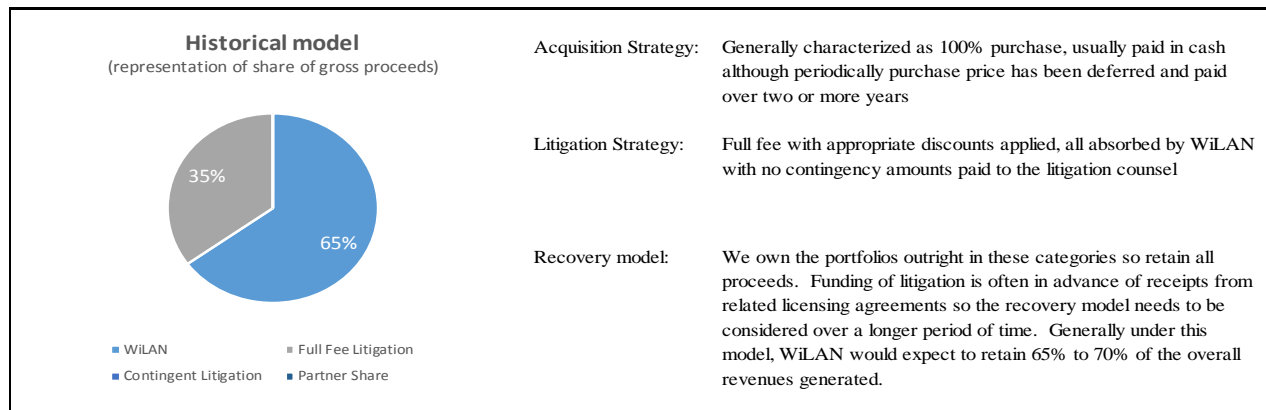 Historical model
(representation of share of gross proceeds)
35%
65%
WiLAN
Full Fee Litigation
Contingent Litigation
Partner Share
Acquisition Strategy:
Generally characterized as 100% purchase, usually paid in cash
although periodically purchase price has been deferred and paid
over two or more years
Litigation Strategy:
Full fee with appropriate discounts applied, all absorbed by WiLAN
with no contingency amounts paid to the litigation counsel
Recovery model:
We own the portfolios outright in these categories so retain all
proceeds. Funding of litigation is often in advance of receipts from
related licensing agreements so the recovery model needs to be
considered over a longer period of time. Generally under this
model, WiLAN would expect to retain 65% to 70% of the overall
revenues generated.